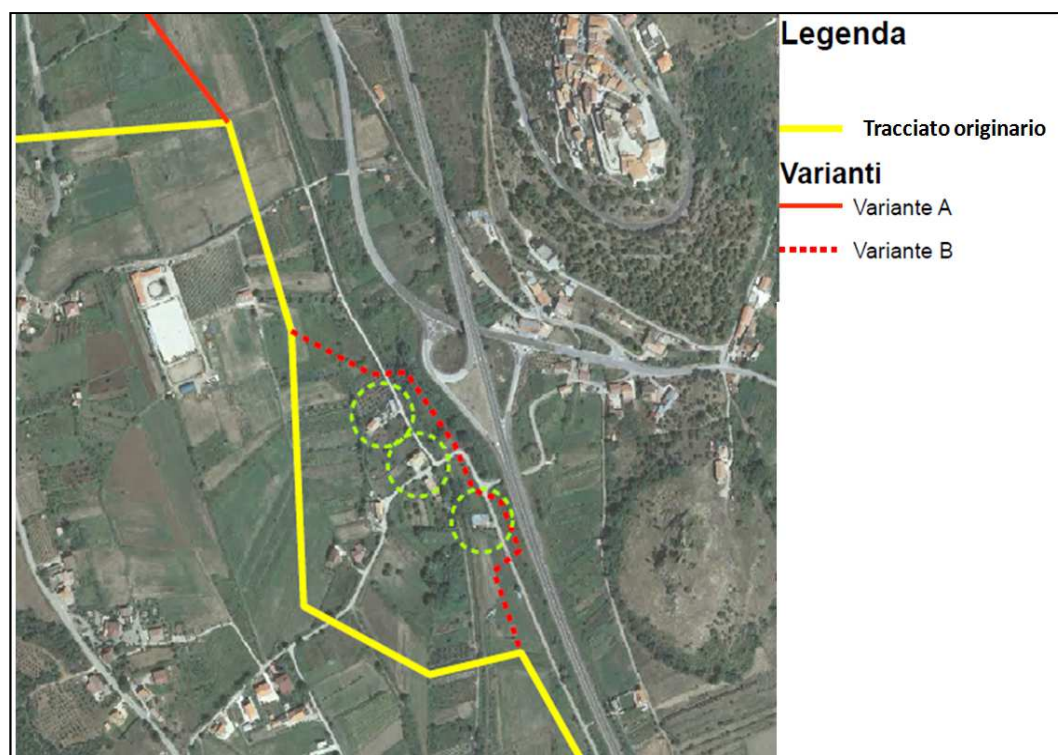 Legenda
Tracciato originario
Varianti
Variante A
Variante B